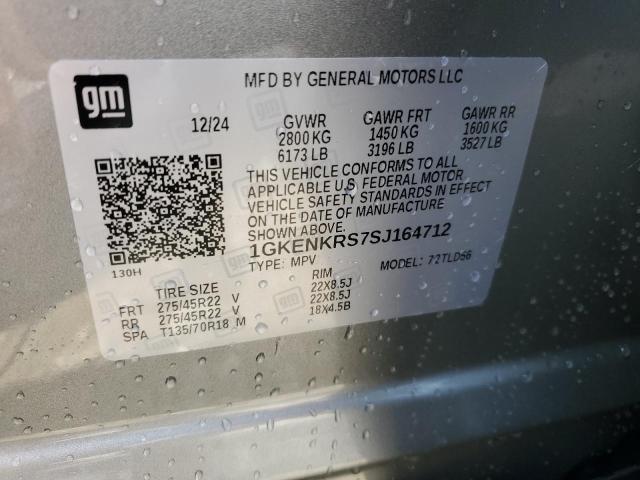 gm
MFD BY GENERAL MOTORS LLC
12/24
GVWR GAWR FRT GAWR RR
2800 KG 1450 KG 1600 KG
6173 LB 3196 LB 3527 LB
THIS VEHICLE CONFORMS TO ALL
APPLICABLE U.S. FEDERAL MOTOR
VEHICLE SAFETY STANDARDS IN EFFECT
ON THE DATE OF MANUFACTURE
SHOWN ABOVE.
1GKENKRS7SJ164712
TYPE: MPV MODEL: 72TLD56
130H
TIRE SIZE RIM
FRT 275/45R22 V 22X8.5J
RR 275/45R22 V 22X8.5J
SPA T135/70R18 M 18X4.5B